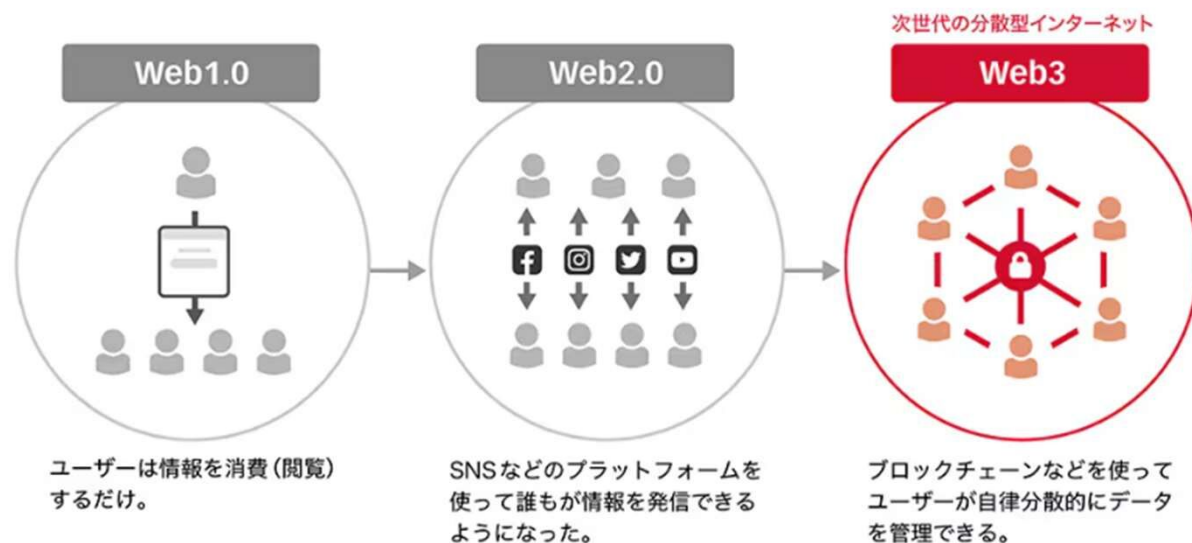 次世代の分散型インターネット
Web1.0
Web2.0
Web3
ユーザーは情報を消費（閲覧）
するだけ。
SNSなどのプラットフォームを
使って誰もが情報を発信できる
ようになった。
ブロックチェーンなどを使って
ユーザーが自律分散的にデータ
を管理できる。